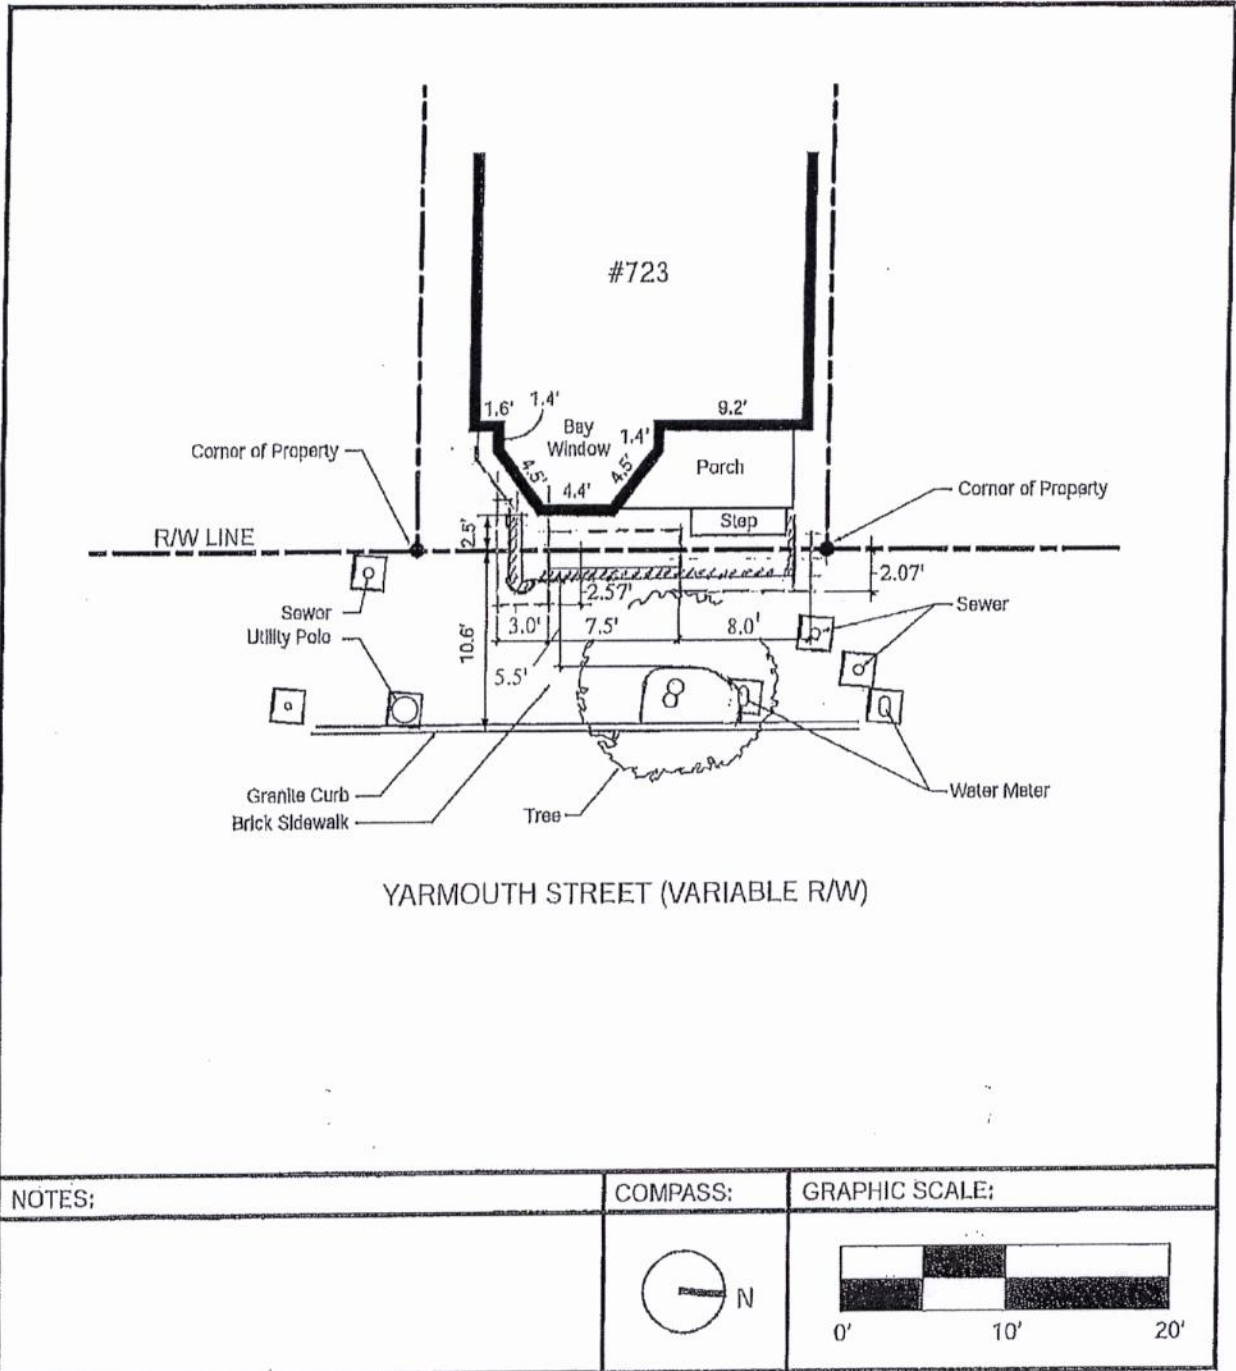 #723
1.6'
1.4'
Bay
Window
1.4'
9.2'
4.5'
4.4'
4.5'
Porch
Step
Corner of Property
Corner of Property
R/W LINE
2.5'
2.07'
2.57'
Sewer
Utility Pole
Sewer
10.6'
3.0'
7.5'
8.0'
5.5'
Granite Curb
Brick Sidewalk
Tree
Water Meter
YARMOUTH STREET (VARIABLE R/W)
NOTES:
COMPASS:
GRAPHIC SCALE:
N
0'
10'
20'